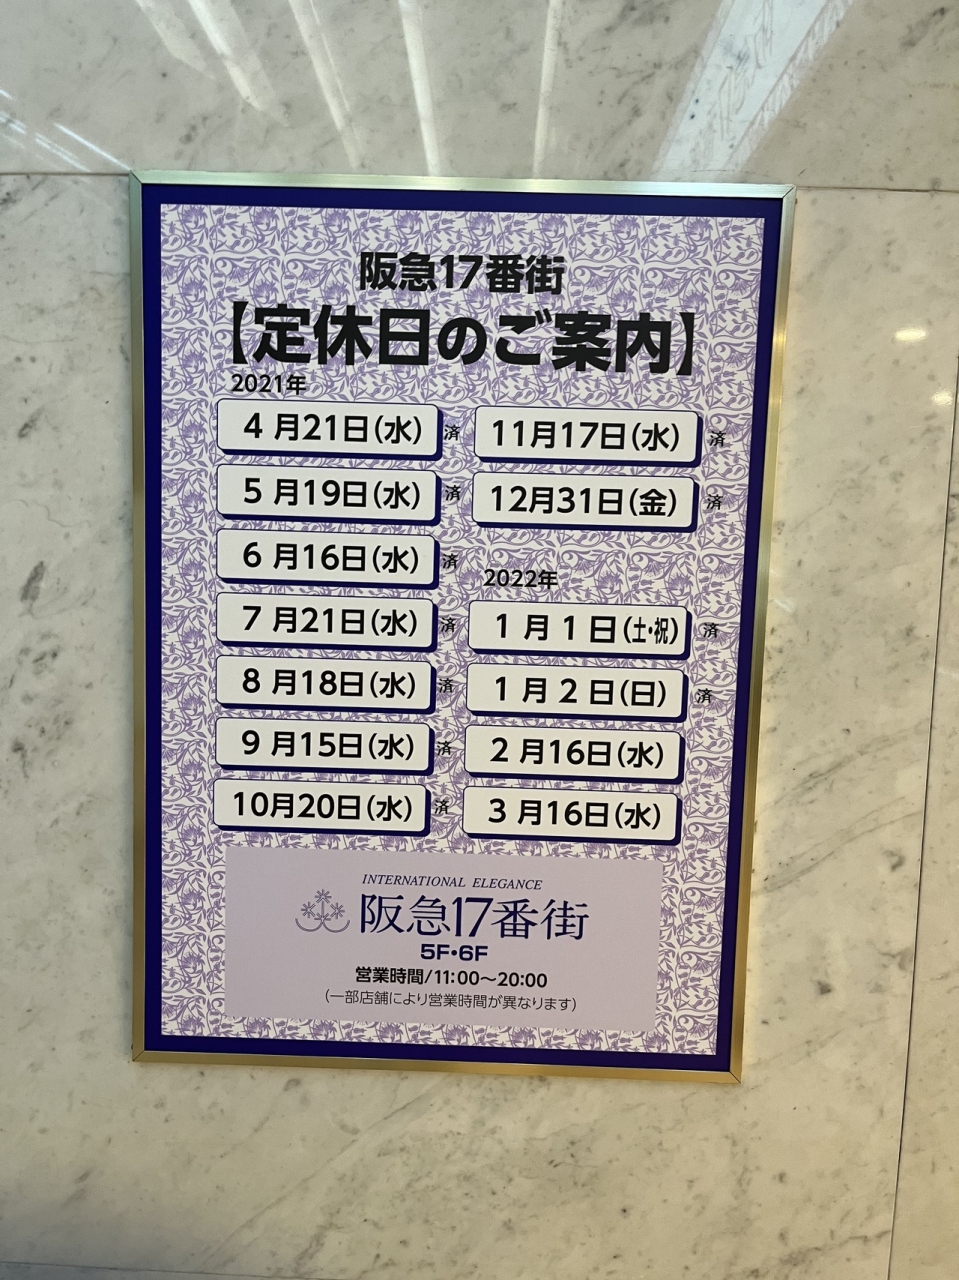 阪急17番街
【定休日のご案内】
2021年
4月21日(水) 済
5月19日(水) 済
6月16日(水) 済
7月21日(水) 済
8月18日(水) 済
9月15日(水) 済
10月20日(水) 済
11月17日(水) 済
12月31日(金) 済
2022年
1月1日(土・祝) 済
1月2日(日) 済
2月16日(水)
3月16日(水)
INTERNATIONAL ELEGANCE
阪急17番街
5F・6F
営業時間/11:00〜20:00
(一部店舗により営業時間が異なります)